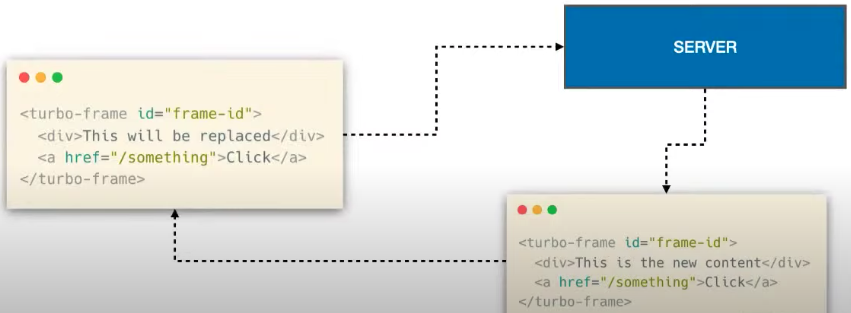 SERVER
<turbo-frame id="frame-id">
<div>This will be replaced</div>
<a href="/something">Click</a>
</turbo-frame>
<turbo-frame id="frame-id">
<div>This is the new content</div>
<a href="/something">Click</a>
</turbo-frame>